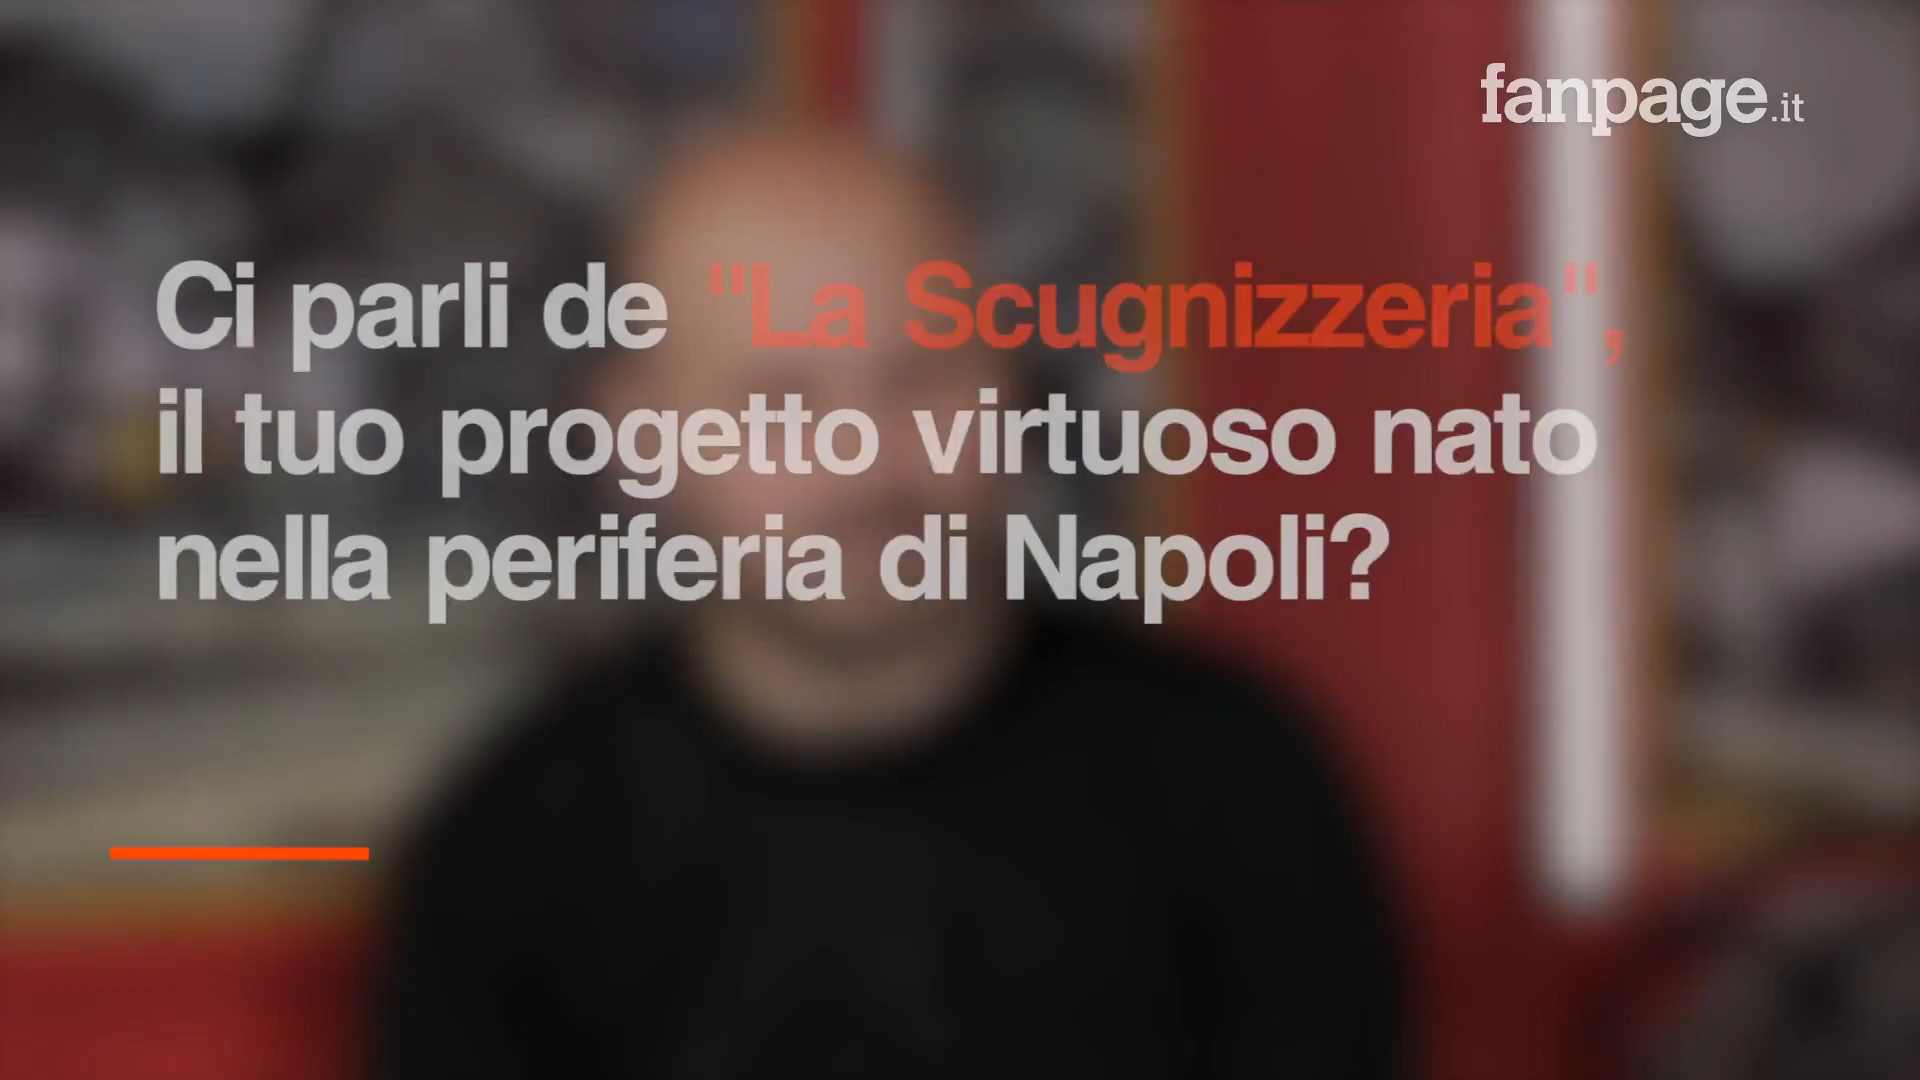 fanpage.it
Ci parli de "La Scugnizzeria",
il tuo progetto virtuoso nato
nella periferia di Napoli?